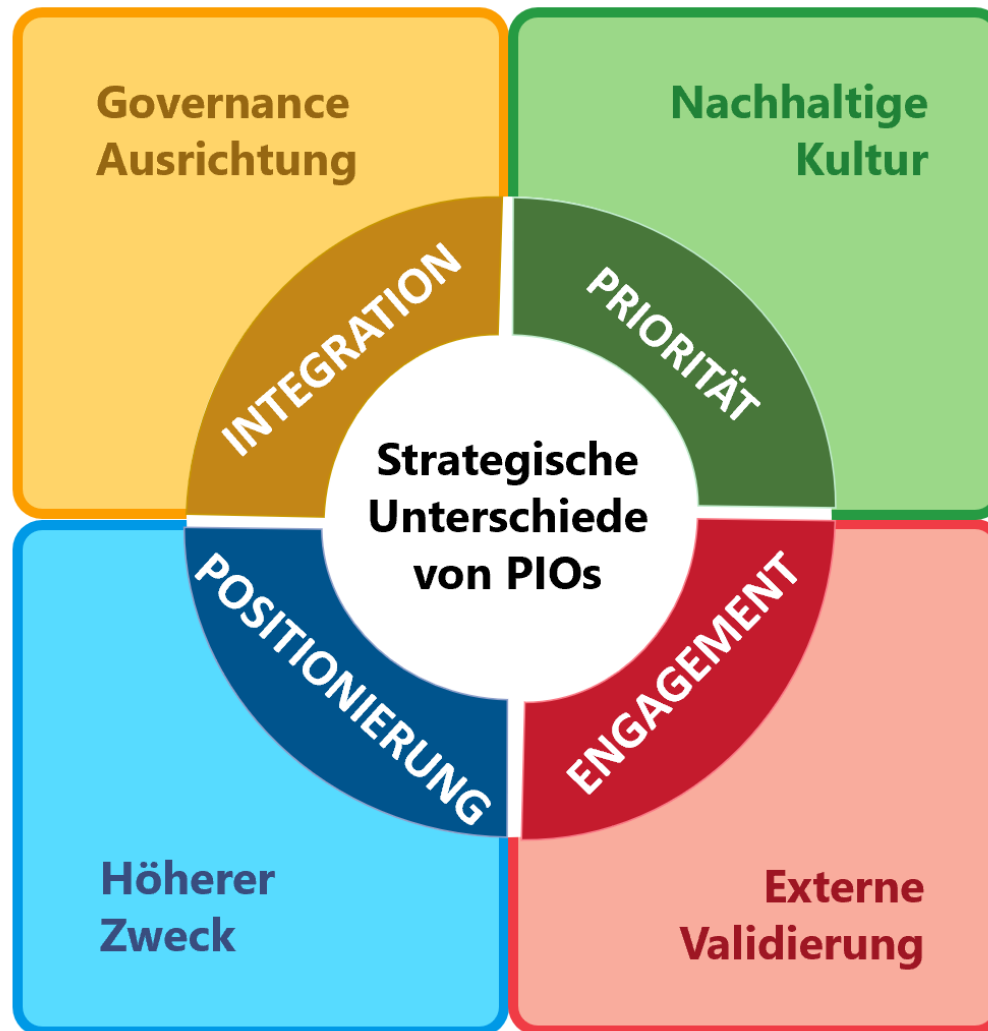 Governance
Ausrichtung
Nachhaltige
Kultur
INTEGRATION
PRIORITÄT
Strategische
Unterschiede
von PIOs
POSITIONIERUNG
ENGAGEMENT
Höherer
Zweck
Externe
Validierung